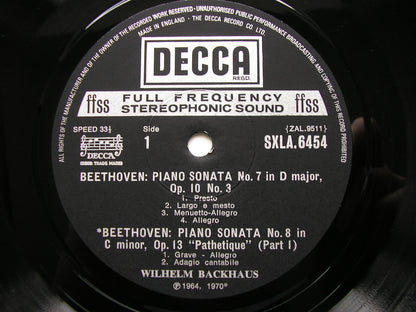 ALL RIGHTS OF THE MANUFACTURER AND OF THE OWNER OF THE RECORDED WORK RESERVED · UNAUTHORISED PUBLIC PERFORMANCE BROADCASTING AND COPYING OF THIS RECORD PROHIBITED
MADE IN ENGLAND · THE DECCA RECORD CO LTD
DECCA
REGD.
ffss FULL FREQUENCY STEREOPHONIC SOUND ffss
SPEED 33⅓ Side (ZAL.9511)
1 SXLA.6454
DECCA
TRADE MARK
BEETHOVEN: PIANO SONATA No. 7 in D major,
Op. 10 No. 3
1. Presto
2. Largo e mesto
3. Menuetto-Allegro
4. Allegro
*BEETHOVEN: PIANO SONATA No. 8 in
C minor, Op. 13 "Pathetique" (Part 1)
1. Grave - Allegro
2. Adagio cantabile
WILHELM BACKHAUS
℗ 1964, 1970*